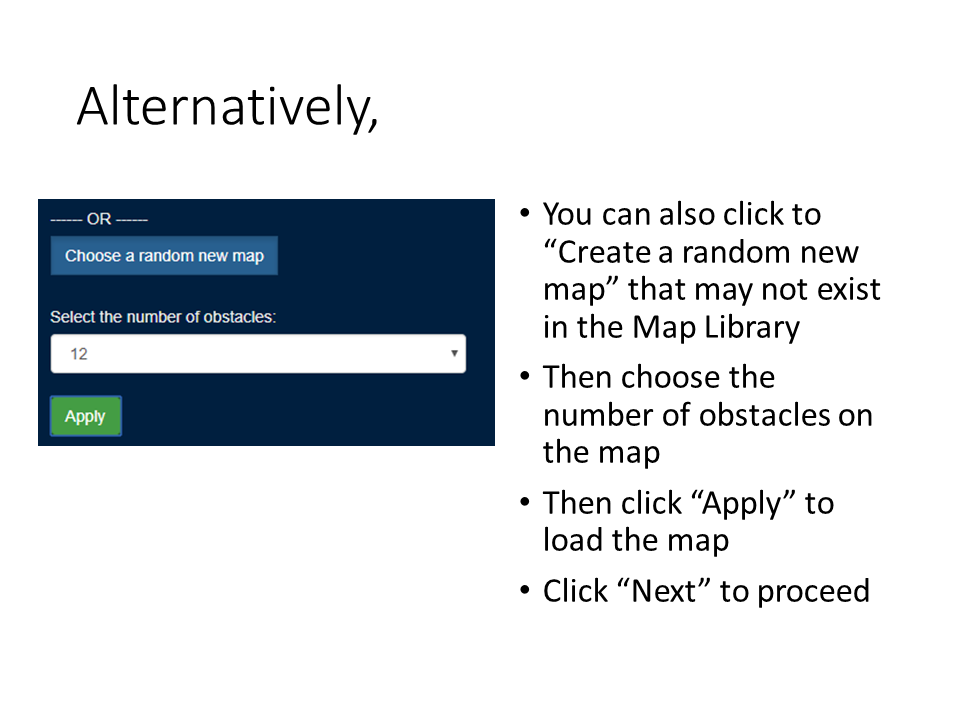 Alternatively,
------ OR ------
Choose a random new map
Select the number of obstacles:
12
Apply
• You can also click to
“Create a random new
map” that may not exist
in the Map Library
• Then choose the
number of obstacles on
the map
• Then click “Apply” to
load the map
• Click “Next” to proceed